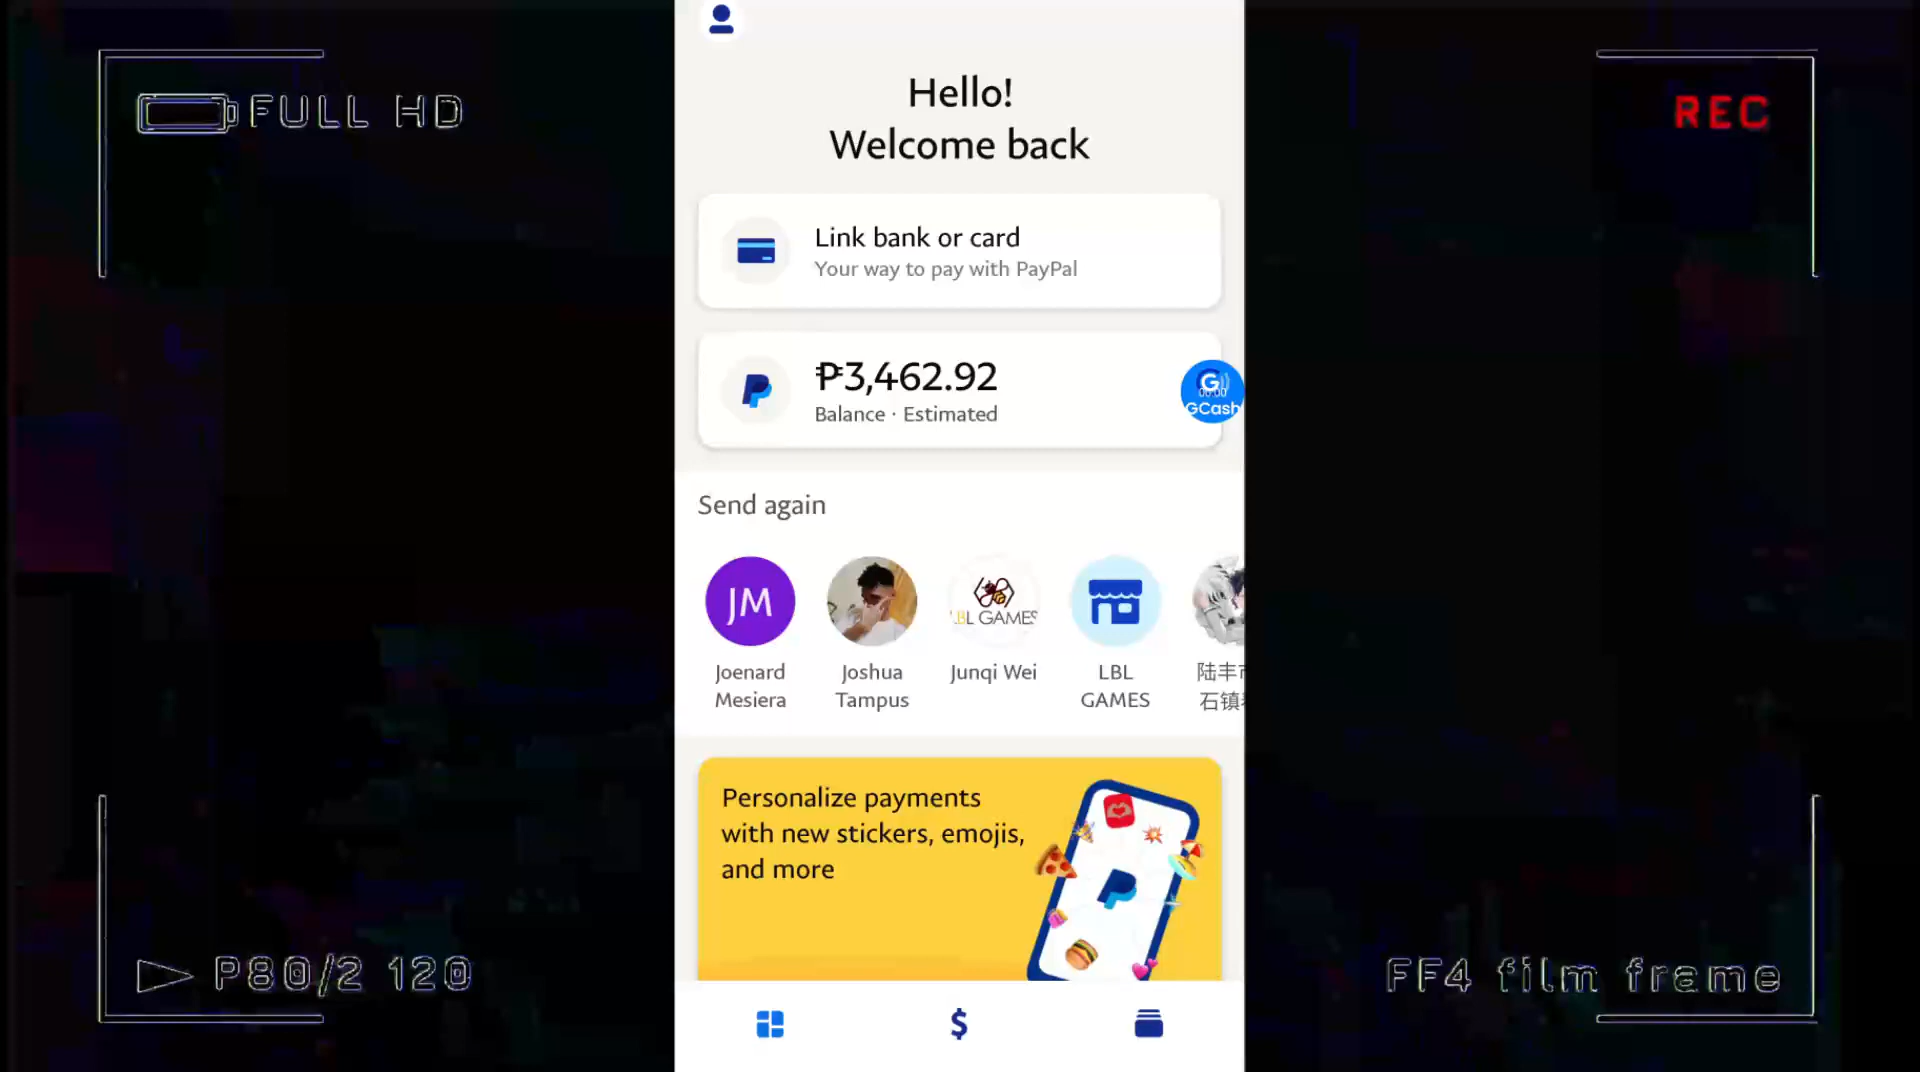 FULL HD
REC
Hello!
Welcome back
Link bank or card
Your way to pay with PayPal
₱3,462.92
Balance · Estimated
GCash
Send again
JM
LBL GAMES
Joenard
Mesiera
Joshua
Tampus
Junqi Wei
LBL
GAMES
陆丰
石镇
Personalize payments
with new stickers, emojis,
and more
P80/2 120
FF4 film frame